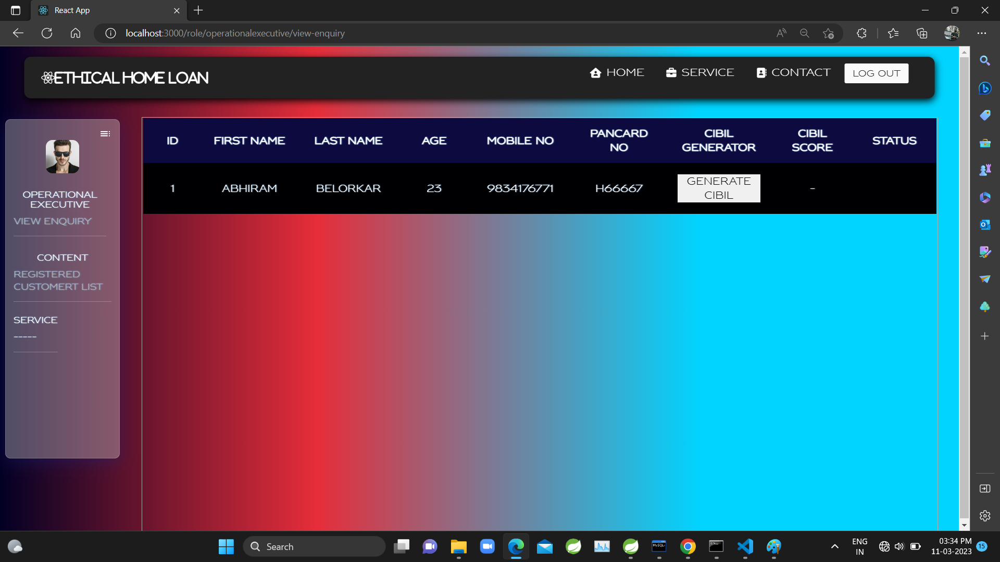 React App
localhost:3000/role/operationalexecutive/view-enquiry
ETHICAL HOME LOAN
HOME
SERVICE
CONTACT
LOG OUT
OPERATIONAL
EXECUTIVE
VIEW ENQUIRY
CONTENT
REGISTERED
CUSTOMERT LIST
SERVICE
-----
ID FIRST NAME LAST NAME AGE MOBILE NO PANCARD NO CIBIL GENERATOR CIBIL SCORE STATUS
1 ABHIRAM BELORKAR 23 9834176771 H66667 GENERATE CIBIL -
Search
ENG
IN
03:34 PM
11-03-2023
15